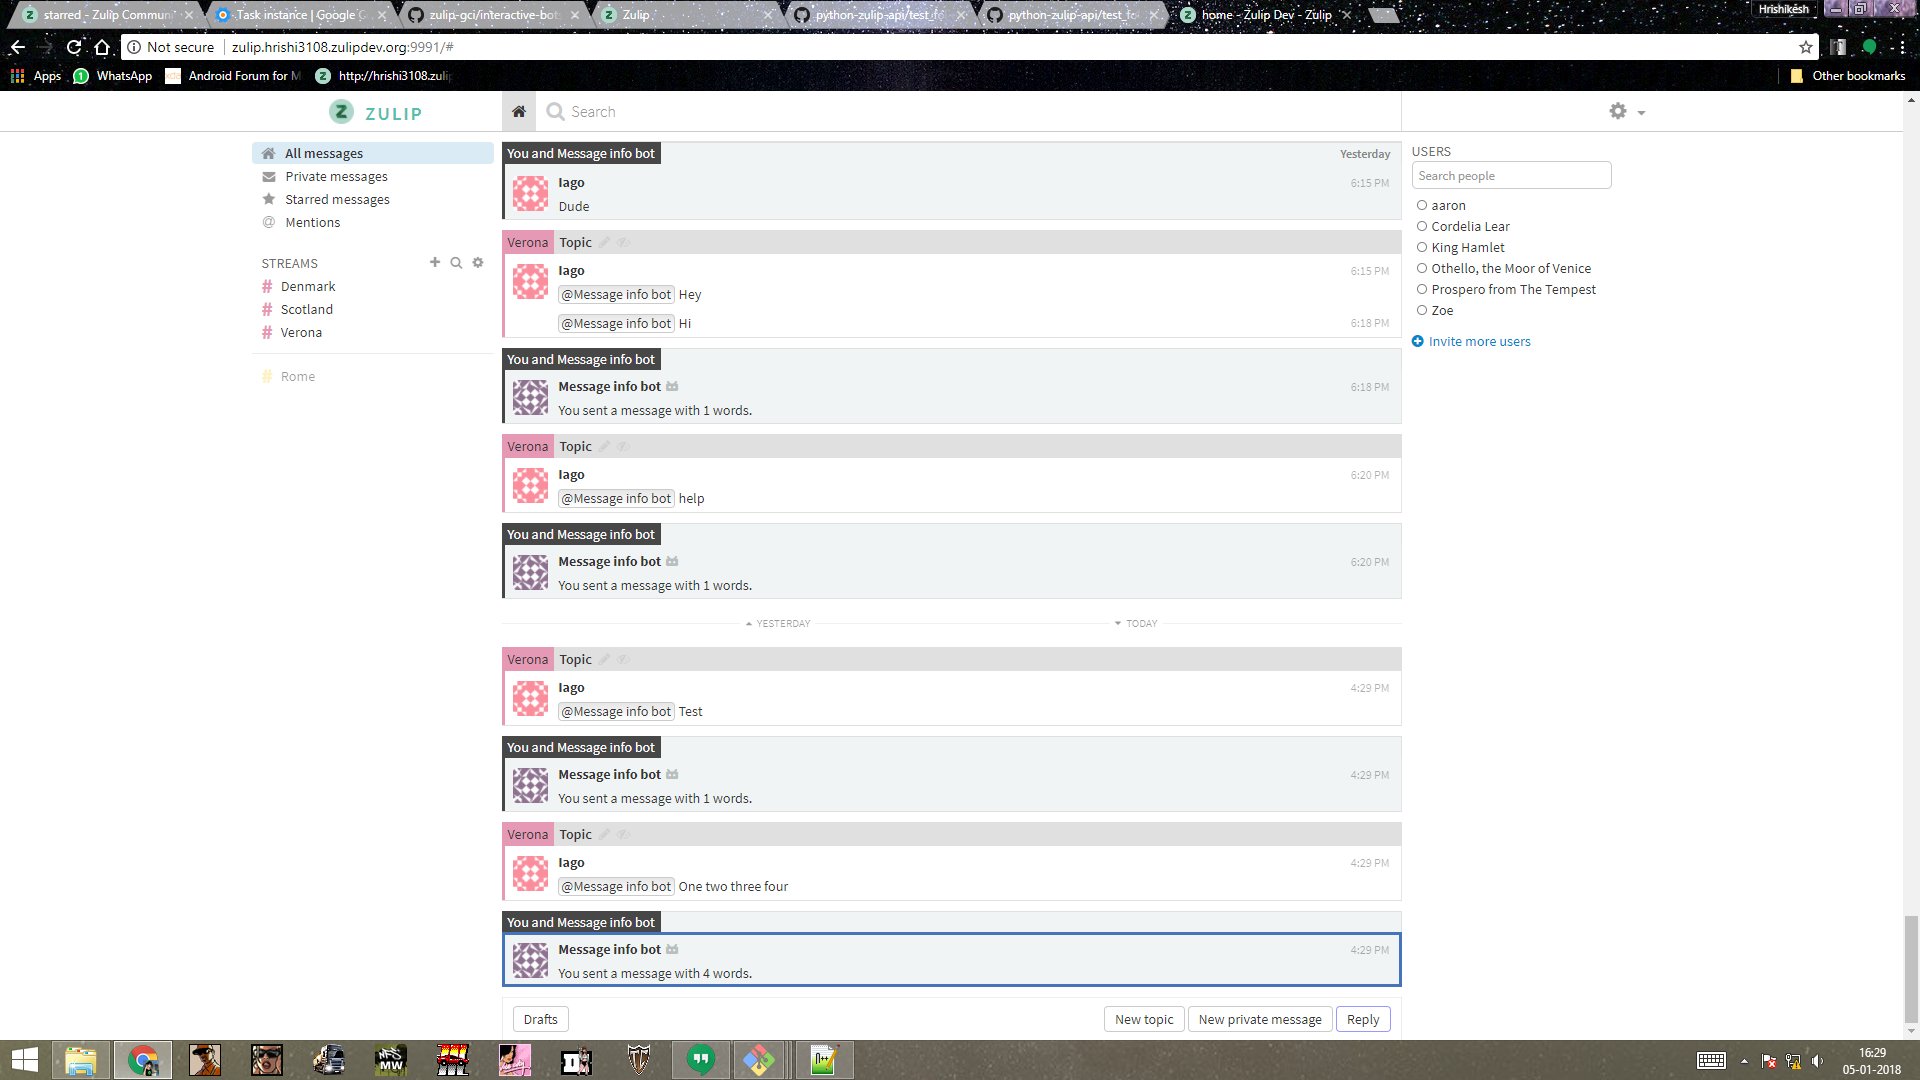 starred - Zulip Communi
Task instance | Google C
zulip-gci/interactive-bot
Zulip
python-zulip-api/test_fo
python-zulip-api/test_fo
home - Zulip Dev - Zulip
Hrishikesh
Not secure
zulip.hrishi3108.zulipdev.org:9991/#
Apps
WhatsApp
Android Forum for M
http://hrishi3108.zuli
Other bookmarks
ZULIP
Search
All messages
Private messages
Starred messages
@ Mentions
STREAMS
# Denmark
# Scotland
# Verona
# Rome
You and Message info bot Yesterday
Iago 6:15 PM
Dude
Verona Topic
Iago 6:15 PM
@Message info bot Hey
@Message info bot Hi 6:18 PM
You and Message info bot
Message info bot 6:18 PM
You sent a message with 1 words.
Verona Topic
Iago 6:20 PM
@Message info bot help
You and Message info bot
Message info bot 6:20 PM
You sent a message with 1 words.
YESTERDAY TODAY
Verona Topic
Iago 4:29 PM
@Message info bot Test
You and Message info bot
Message info bot 4:29 PM
You sent a message with 1 words.
Verona Topic
Iago 4:29 PM
@Message info bot One two three four
You and Message info bot
Message info bot 4:29 PM
You sent a message with 4 words.
Drafts New topic New private message Reply
USERS
Search people
aaron
Cordelia Lear
King Hamlet
Othello, the Moor of Venice
Prospero from The Tempest
Zoe
Invite more users
NFS
MW
16:29
05-01-2018